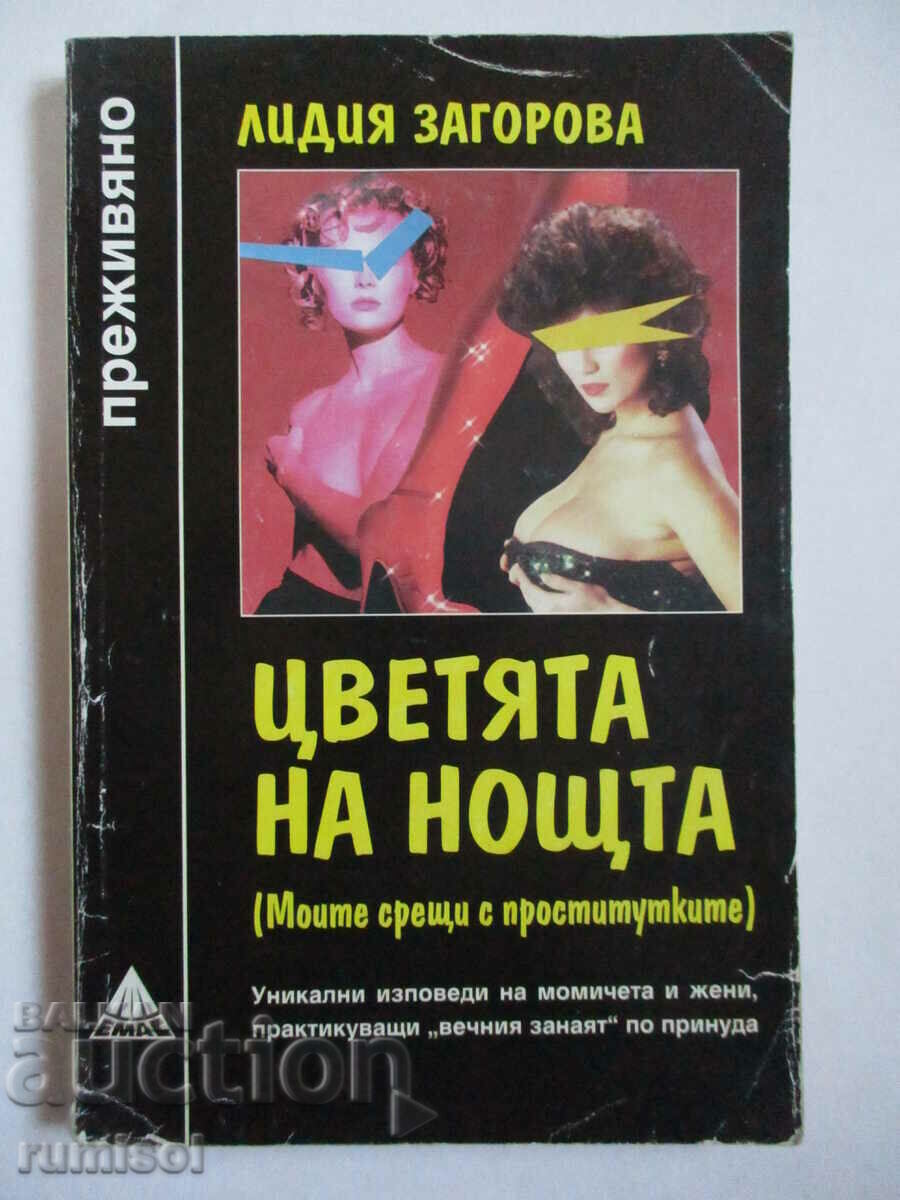 преживяно
ЛИДИЯ ЗАГОРОВА
ЦВЕТЯТА
НА НОЩТА
(Моите срещи с проститутките)
Уникални изповеди на момичета и жени,
практикуващи „вечния занаят“ по принуда
ЕМАС
BALKAN
auction
rumisol